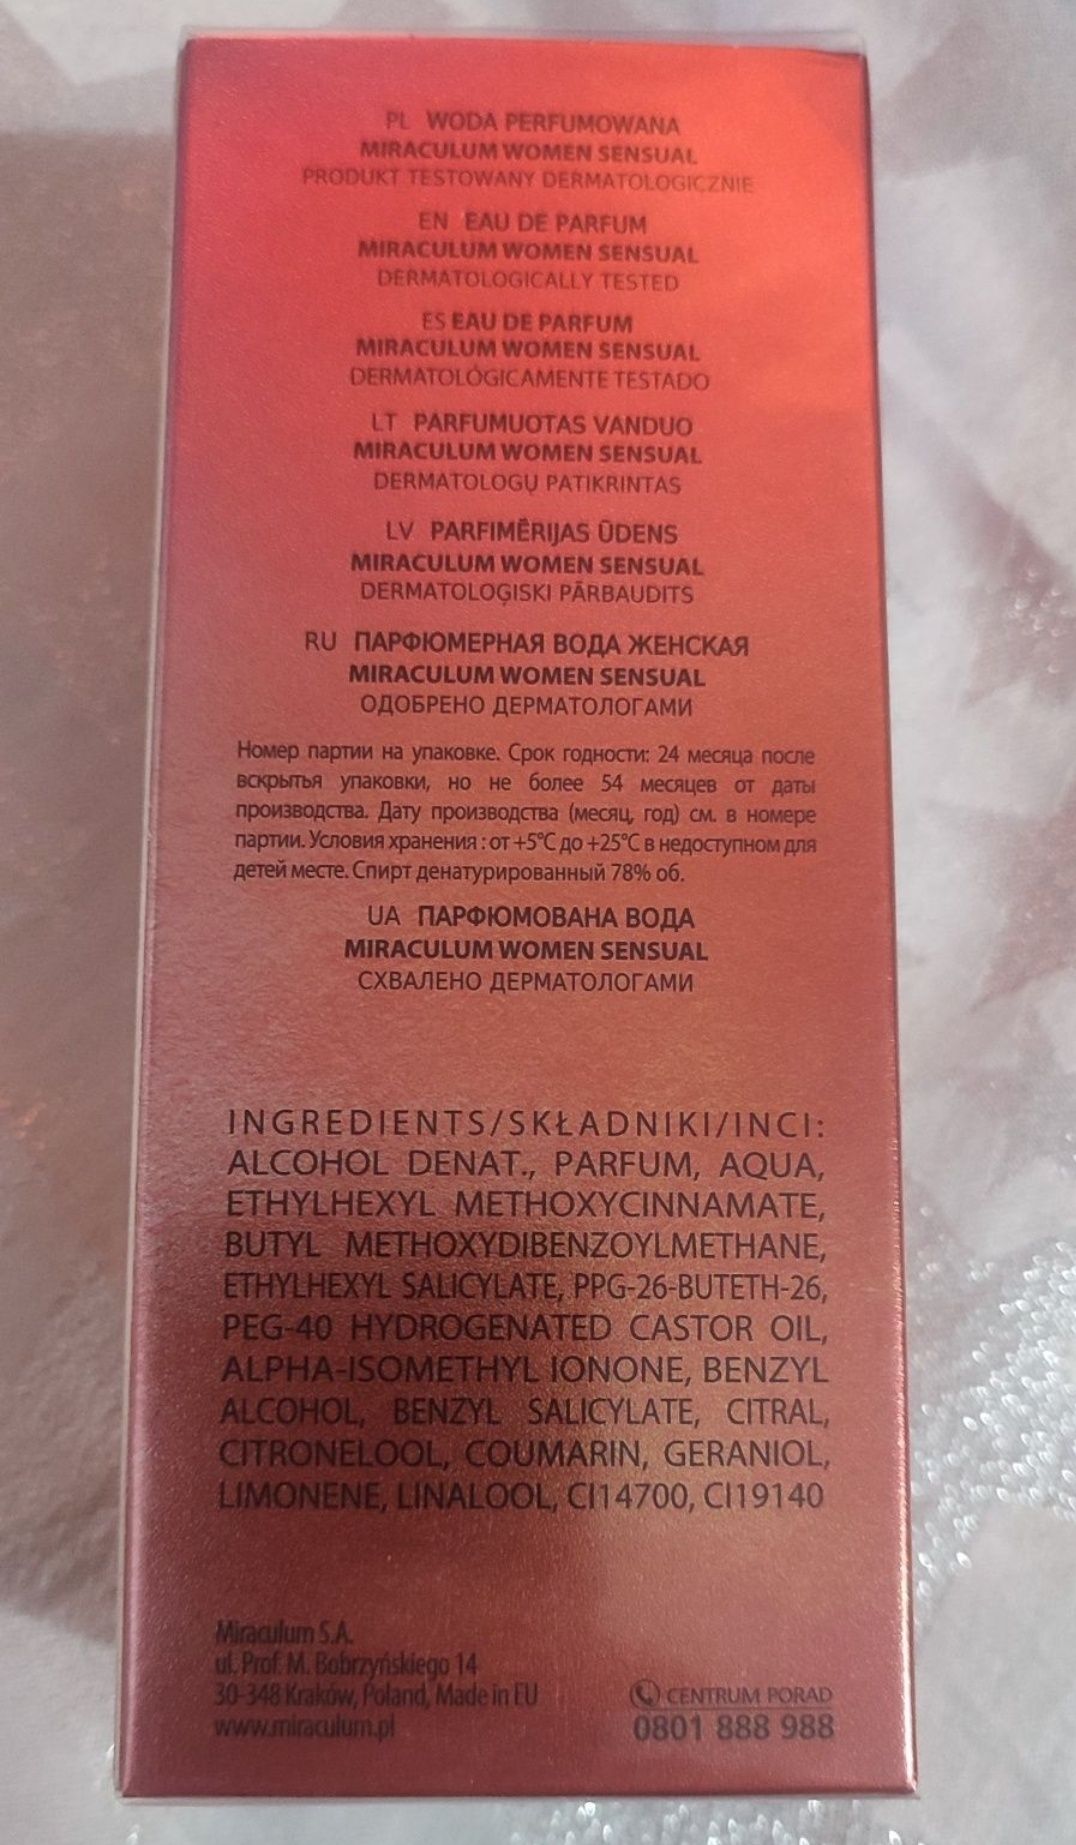 PL WODA PERFUMOWANA
MIRACULUM WOMEN SENSUAL
PRODUKT TESTOWANY DERMATOLOGICZNIE
EN EAU DE PARFUM
MIRACULUM WOMEN SENSUAL
DERMATOLOGICALLY TESTED
ES EAU DE PARFUM
MIRACULUM WOMEN SENSUAL
DERMATOLÓGICAMENTE TESTADO
LT PARFUMUOTAS VANDUO
MIRACULUM WOMEN SENSUAL
DERMATOLOGŲ PATIKRINTAS
LV PARFIMĒRIJAS ŪDENS
MIRACULUM WOMEN SENSUAL
DERMATOLOĢISKI PĀRBAUDITS
RU ПАРФЮМЕРНАЯ ВОДА ЖЕНСКАЯ
MIRACULUM WOMEN SENSUAL
ОДОБРЕНО ДЕРМАТОЛОГАМИ
Номер партии на упаковке. Срок годности: 24 месяца после
вскрытья упаковки, но не более 54 месяцев от даты
производства. Дату производства (месяц, год) см. в номере
партии. Условия хранения : от +5°C до +25°C в недоступном для
детей месте. Спирт денатурированный 78% об.
UA ПАРФЮМОВАНА ВОДА
MIRACULUM WOMEN SENSUAL
СХВАЛЕНО ДЕРМАТОЛОГАМИ
INGREDIENTS/SKŁADNIKI/INCI:
ALCOHOL DENAT., PARFUM, AQUA,
ETHYLHEXYL METHOXYCINNAMATE,
BUTYL METHOXYDIBENZOYLMETHANE,
ETHYLHEXYL SALICYLATE, PPG-26-BUTETH-26,
PEG-40 HYDROGENATED CASTOR OIL,
ALPHA-ISOMETHYL IONONE, BENZYL
ALCOHOL, BENZYL SALICYLATE, CITRAL,
CITRONELOOL, COUMARIN, GERANIOL,
LIMONENE, LINALOOL, CI14700, CI19140
Miraculum S.A.
ul. Prof. M. Bobrzyńskiego 14
30-348 Kraków, Poland, Made in EU
www.miraculum.pl
CENTRUM PORAD
0801 888 988